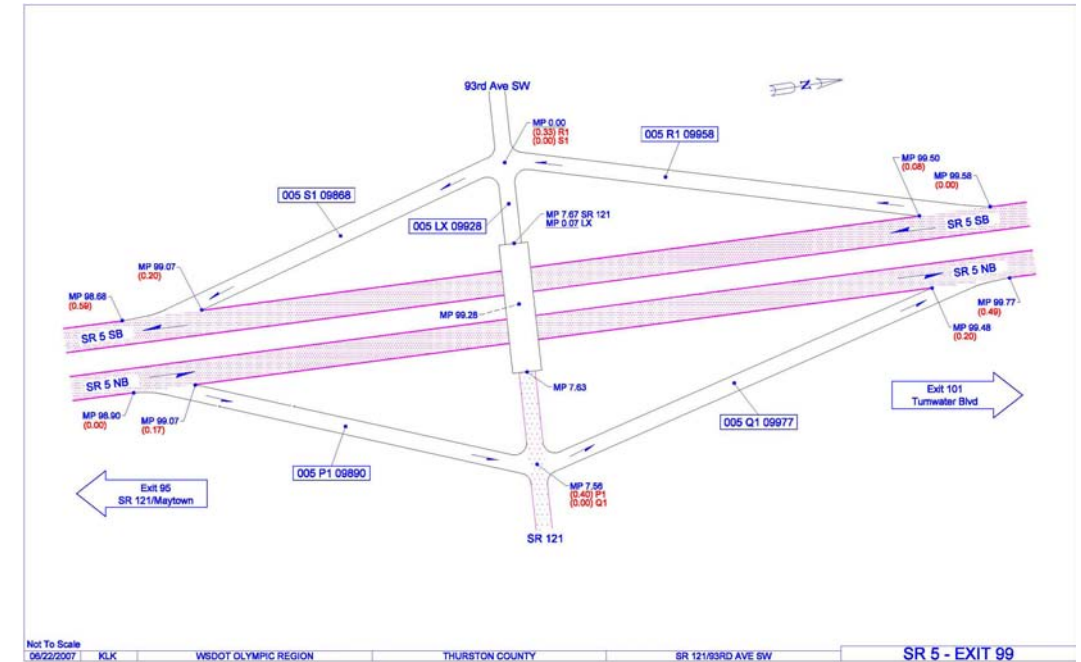 93rd Ave SW
N
MP 0.00
(0.33) R1
(0.00) S1
005 R1 09958
MP 99.50
(0.08)
MP 99.58
(0.00)
005 S1 09868
005 LX 09928
MP 7.67 SR 121
MP 0.07 LX
SR 5 SB
SR 5 NB
MP 99.07
(0.20)
MP 98.68
(0.59)
MP 99.28
MP 99.77
(0.49)
SR 5 SB
MP 99.48
(0.20)
SR 5 NB
MP 7.63
Exit 101
Tumwater Blvd
MP 98.90
(0.00)
MP 99.07
(0.17)
005 Q1 09977
005 P1 09890
Exit 95
SR 121/Maytown
MP 7.56
(0.40) P1
(0.00) Q1
SR 121
Not To Scale
06/22/2007 KLK WSDOT OLYMPIC REGION THURSTON COUNTY SR 121/93RD AVE SW SR 5 - EXIT 99